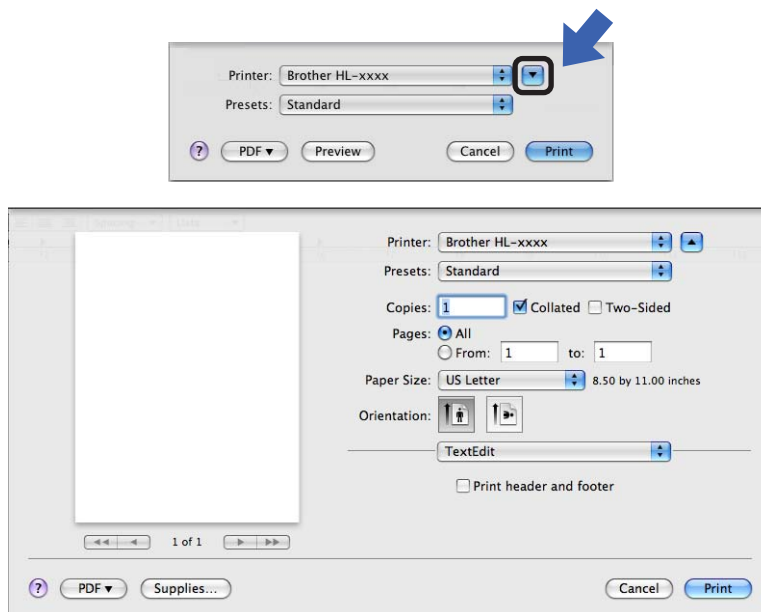 Printer: Brother HL-xxxx
Presets: Standard
? PDF▼ Preview Cancel Print
Printer: Brother HL-xxxx
Presets: Standard
Copies: 1 Collated Two-Sided
Pages: All
From: 1 to: 1
Paper Size: US Letter 8.50 by 11.00 inches
Orientation:
TextEdit
Print header and footer
1 of 1
? PDF▼ Supplies... Cancel Print